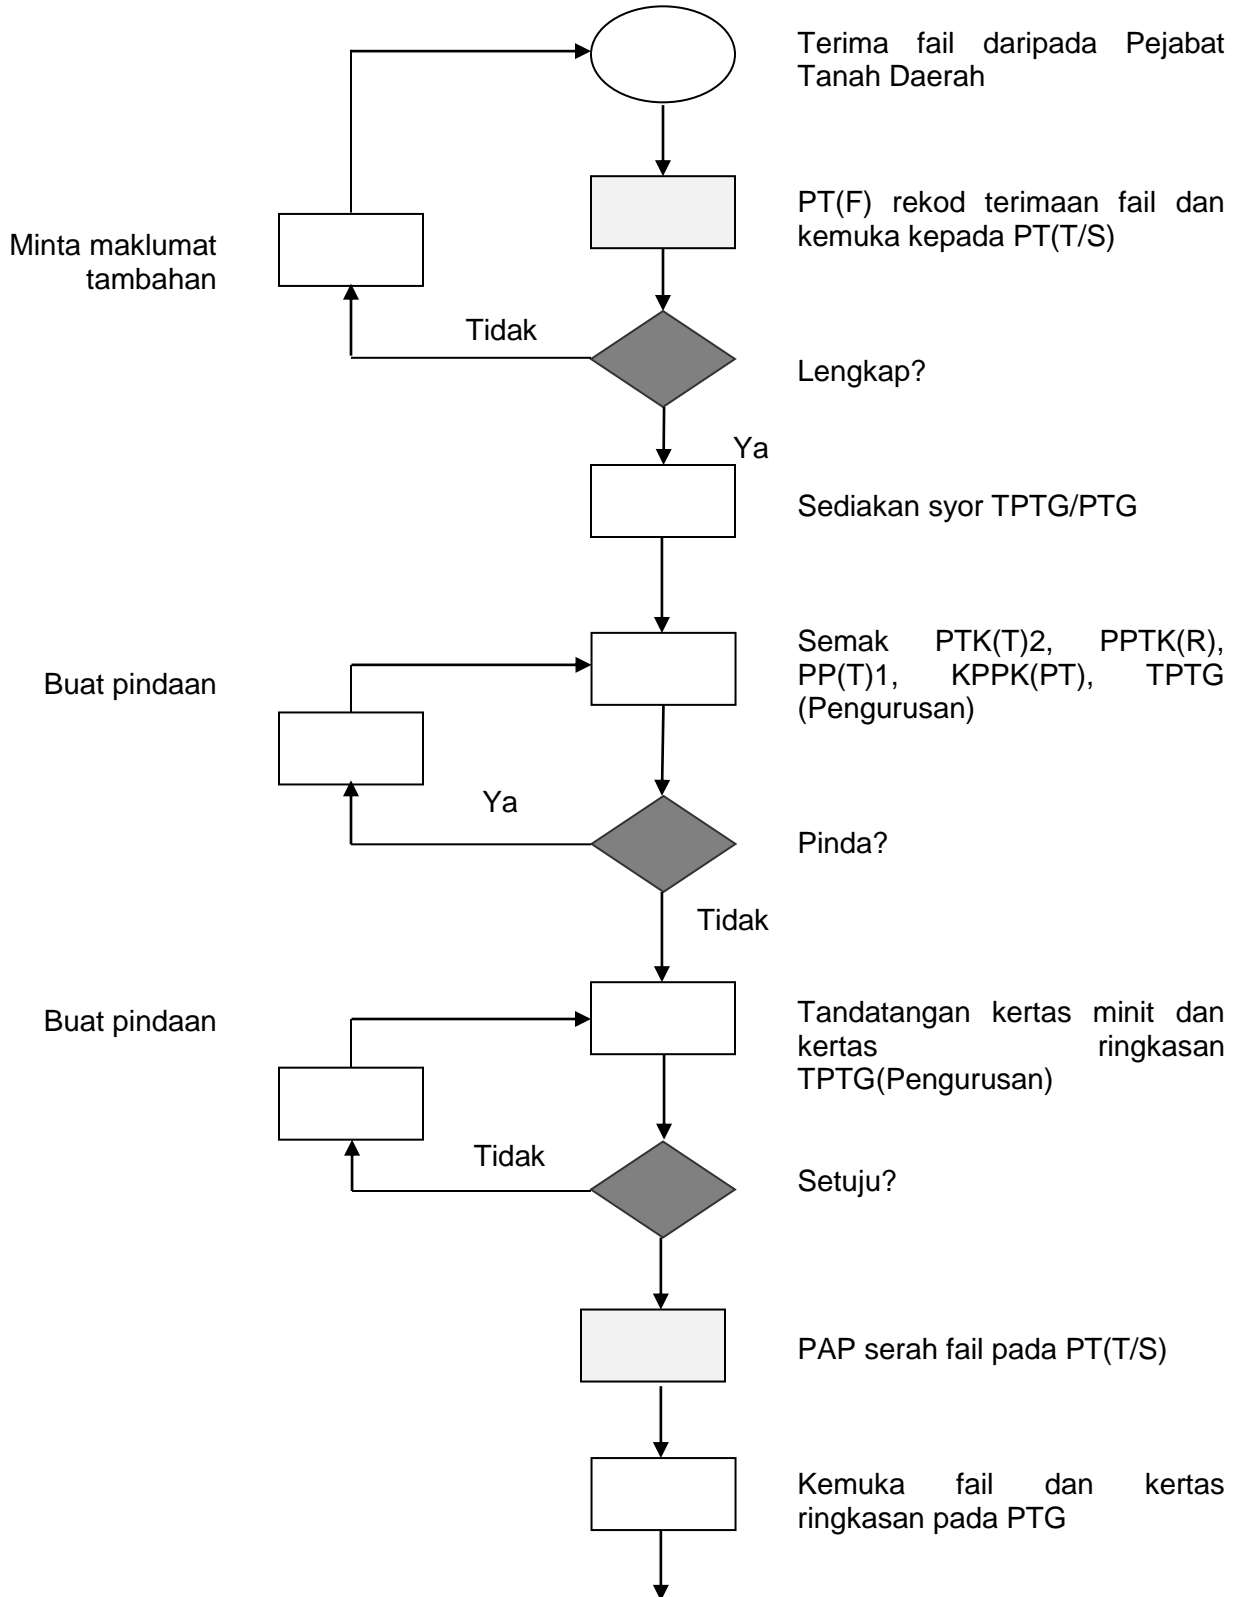 Terima fail daripada Pejabat
Tanah Daerah
PT(F) rekod terimaan fail dan
kemuka kepada PT(T/S)
Minta maklumat
tambahan
Tidak
Lengkap?
Ya
Sediakan syor TPTG/PTG
Semak PTK(T)2, PPTK(R),
PP(T)1, KPPK(PT), TPTG
(Pengurusan)
Buat pindaan
Ya
Pinda?
Tidak
Buat pindaan
Tandatangan kertas minit dan
kertas ringkasan
TPTG(Pengurusan)
Tidak
Setuju?
PAP serah fail pada PT(T/S)
Kemuka fail dan kertas
ringkasan pada PTG